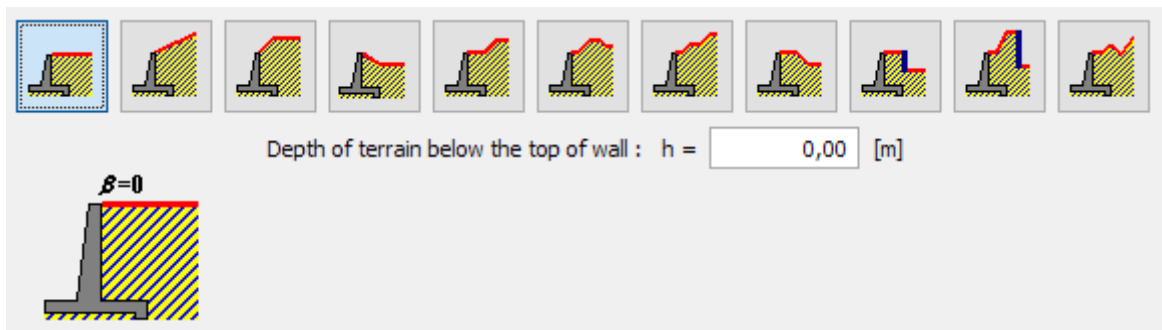 Depth of terrain below the top of wall : h = 0,00 [m]
β=0